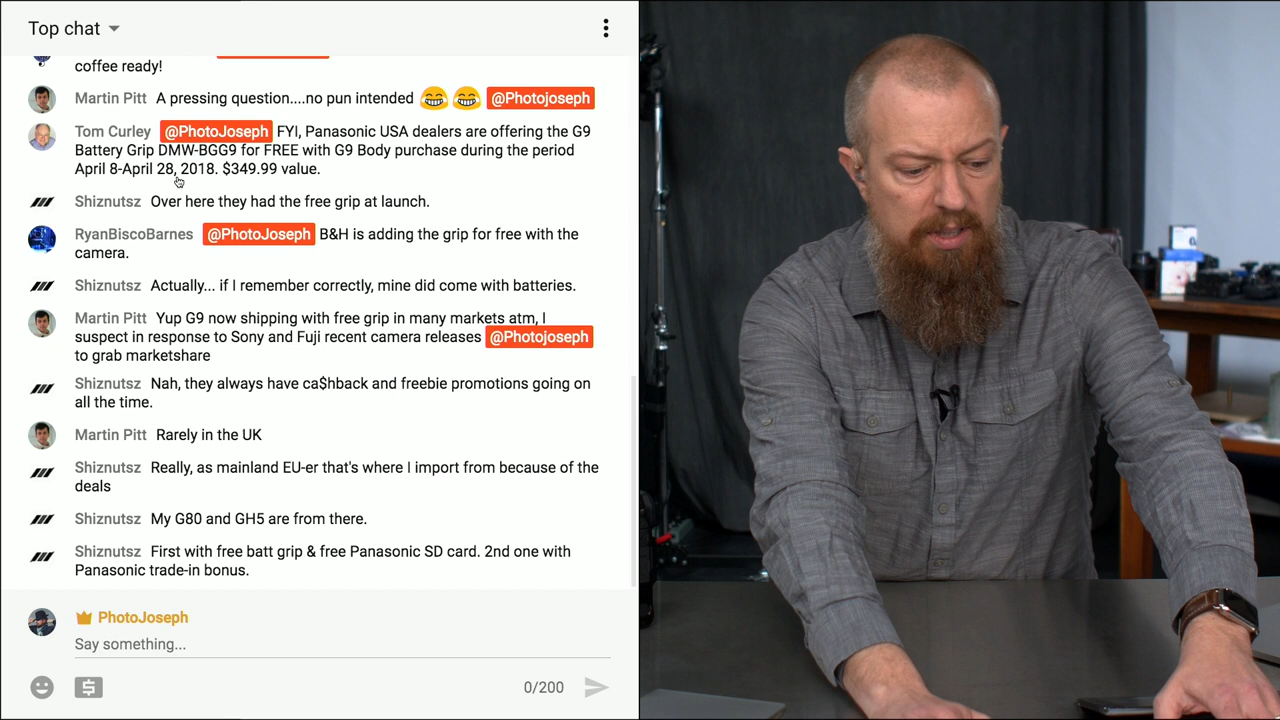 Top chat
coffee ready!
Martin Pitt A pressing question....no pun intended 😂 😂 @Photojoseph
Tom Curley @PhotoJoseph FYI, Panasonic USA dealers are offering the G9
Battery Grip DMW-BGG9 for FREE with G9 Body purchase during the period
April 8-April 28, 2018. $349.99 value.
Shiznutsz Over here they had the free grip at launch.
RyanBiscoBarnes @PhotoJoseph B&H is adding the grip for free with the
camera.
Shiznutsz Actually... if I remember correctly, mine did come with batteries.
Martin Pitt Yup G9 now shipping with free grip in many markets atm, I
suspect in response to Sony and Fuji recent camera releases @Photojoseph
to grab marketshare
Shiznutsz Nah, they always have ca$hback and freebie promotions going on
all the time.
Martin Pitt Rarely in the UK
Shiznutsz Really, as mainland EU-er that's where I import from because of the
deals
Shiznutsz My G80 and GH5 are from there.
Shiznutsz First with free batt grip & free Panasonic SD card. 2nd one with
Panasonic trade-in bonus.
PhotoJoseph
Say something...
0/200